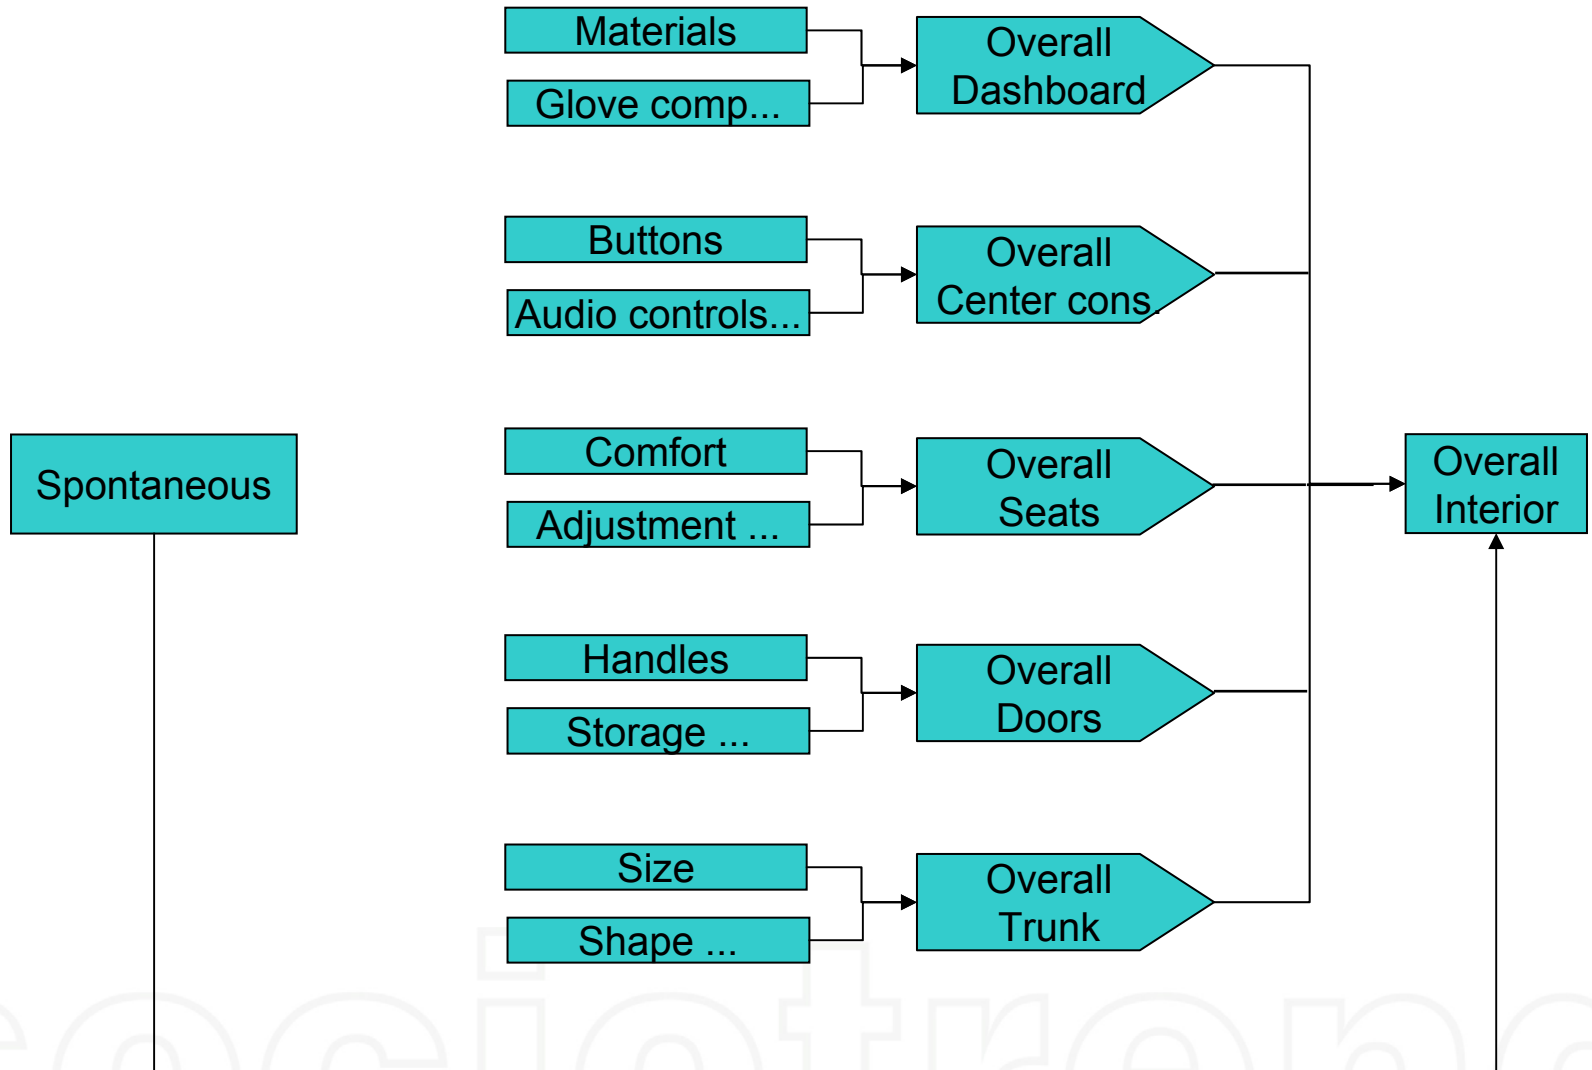 Materials
Glove comp...
Overall
Dashboard
Buttons
Audio controls...
Overall
Center cons.
Spontaneous
Comfort
Adjustment ...
Overall
Seats
Overall
Interior
Handles
Storage ...
Overall
Doors
Size
Shape ...
Overall
Trunk